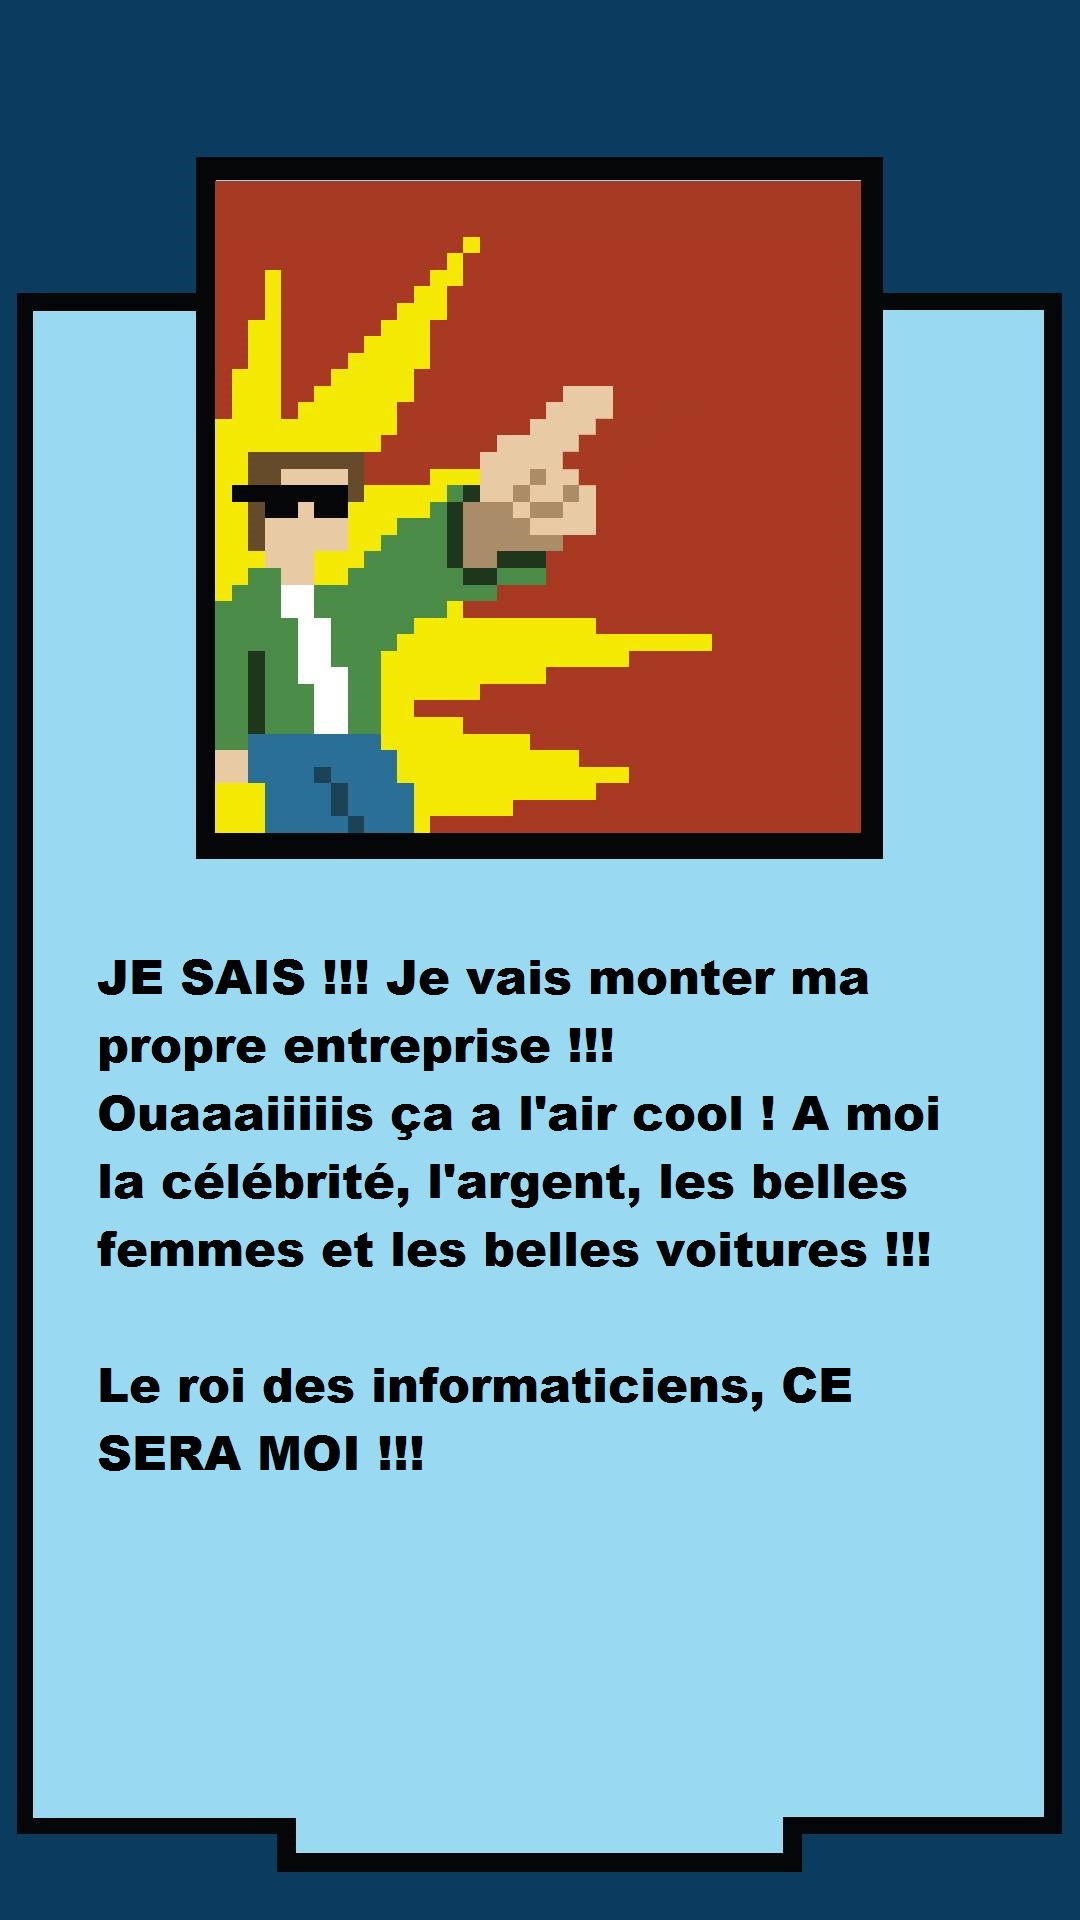 JE SAIS !!! Je vais monter ma
propre entreprise !!!
Ouaaaiiiiis ça a l'air cool ! A moi
la célébrité, l'argent, les belles
femmes et les belles voitures !!!
Le roi des informaticiens, CE
SERA MOI !!!